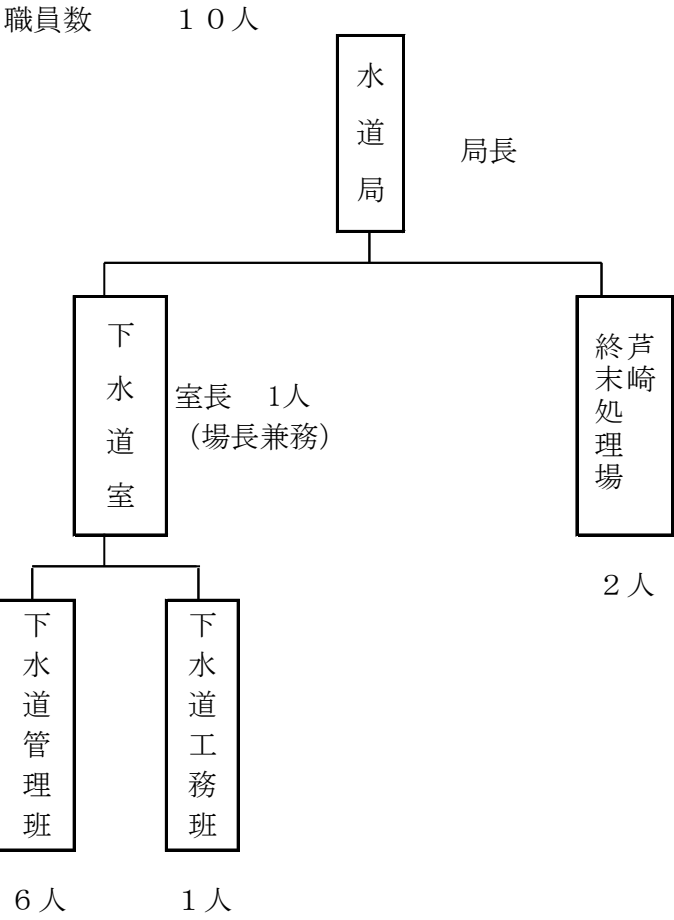 職員数　１０人
水道局
局長
下水道室
室長　1人
（場長兼務）
芦崎
終末処理場
２人
下水道管理班
下水道工務班
６人
１人